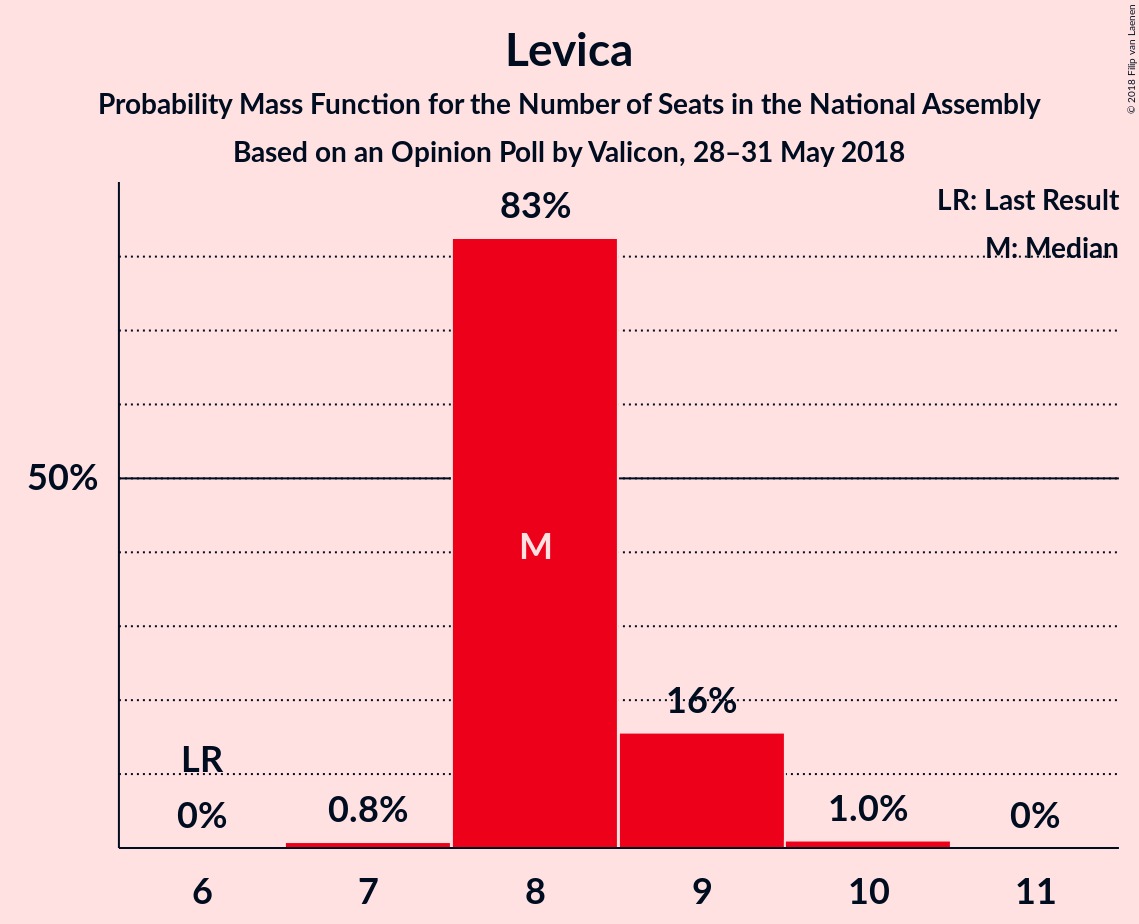 Levica
Probability Mass Function for the Number of Seats in the National Assembly
Based on an Opinion Poll by Valicon, 28–31 May 2018
© 2018 Filip van Laenen
LR: Last Result
M: Median
83%
50%
M
16%
LR
0%
0.8%
1.0%
0%
6 7 8 9 10 11